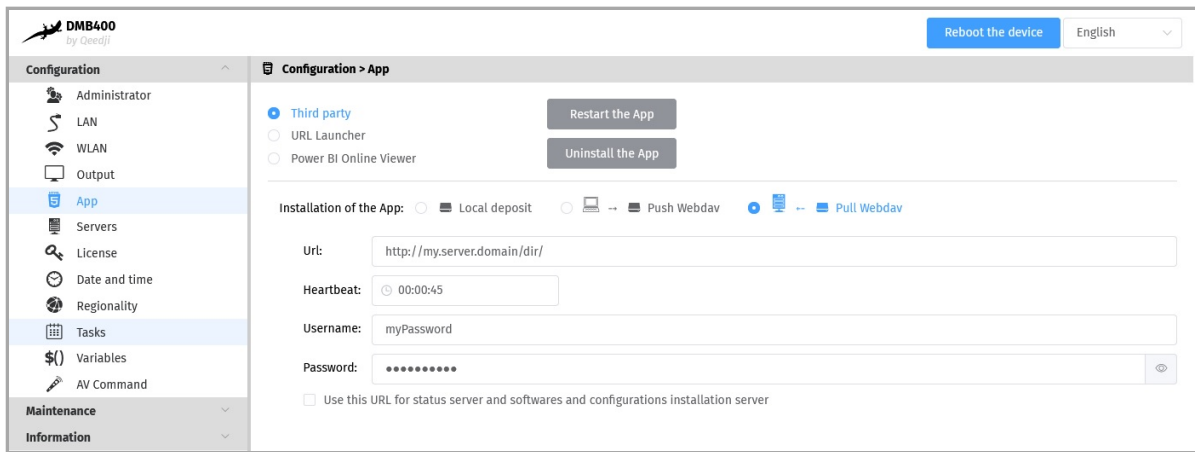 DMB400
by Qeedji
Reboot the device
English
Configuration
Administrator
LAN
WLAN
Output
App
Servers
License
Date and time
Regionality
Tasks
$() Variables
AV Command
Maintenance
Information
Configuration > App
Third party
URL Launcher
Power BI Online Viewer
Restart the App
Uninstall the App
Installation of the App: Local deposit Push Webdav Pull Webdav
Url: http://my.server.domain/dir/
Heartbeat: 00:00:45
Username: myPassword
Password: ●●●●●●●●●●
Use this URL for status server and softwares and configurations installation server